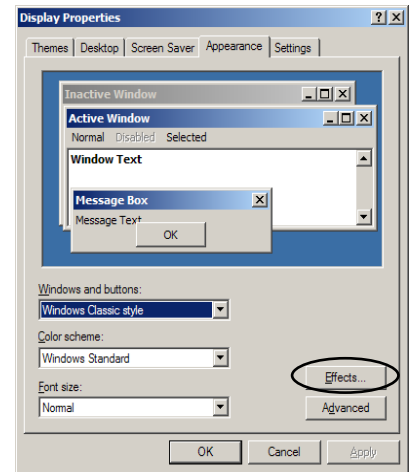 Display Properties
Themes Desktop Screen Saver Appearance Settings
Inactive Window
Active Window
Normal Disabled Selected
Window Text
Message Box
Message Text
OK
Windows and buttons:
Windows Classic style
Color scheme:
Windows Standard
Effects...
Font size:
Normal
Advanced
OK Cancel Apply